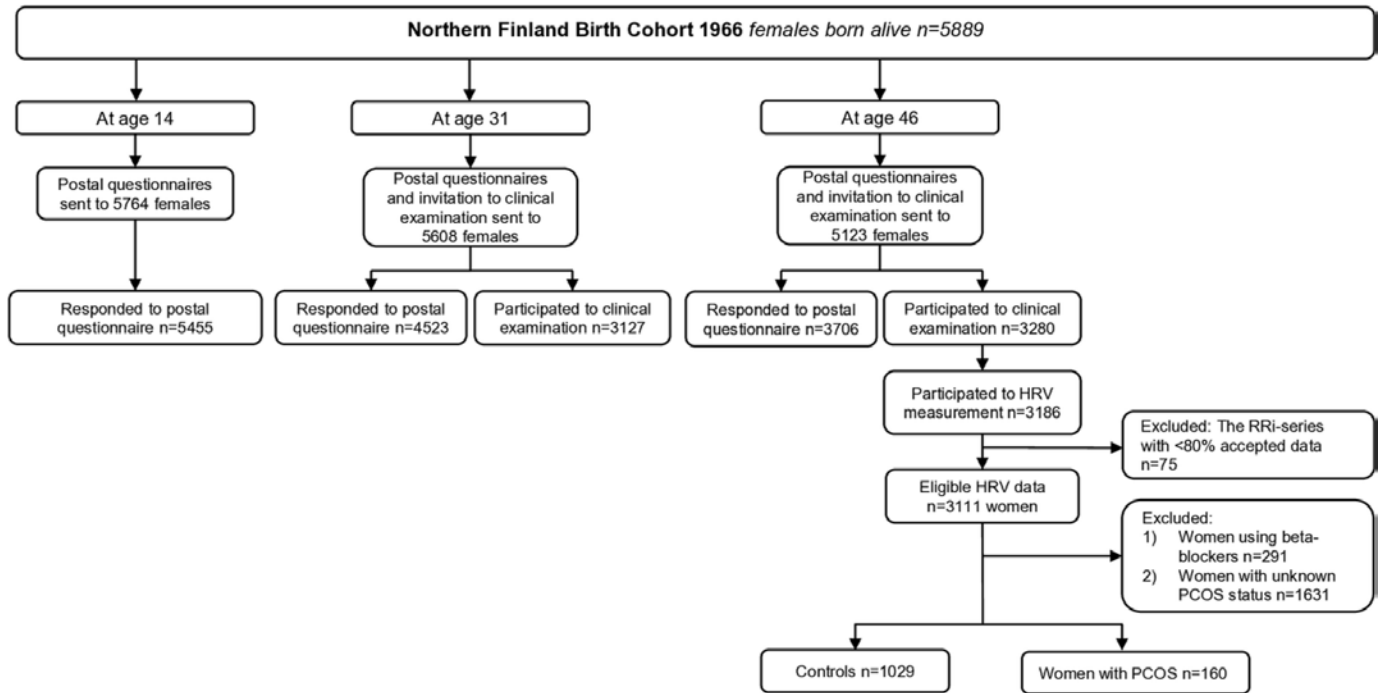 Northern Finland Birth Cohort 1966 females born alive n=5889
At age 14
At age 31
At age 46
Postal questionnaires
sent to 5764 females
Postal questionnaires
and invitation to clinical
examination sent to
5608 females
Postal questionnaires
and invitation to clinical
examination sent to
5123 females
Responded to postal
questionnaire n=5455
Responded to postal
questionnaire n=4523
Participated to clinical
examination n=3127
Responded to postal
questionnaire n=3706
Participated to clinical
examination n=3280
Participated to HRV
measurement n=3186
Excluded: The RRi-series
with <80% accepted data
n=75
Eligible HRV data
n=3111 women
Excluded:
1) Women using beta-
blockers n=291
2) Women with unknown
PCOS status n=1631
Controls n=1029
Women with PCOS n=160